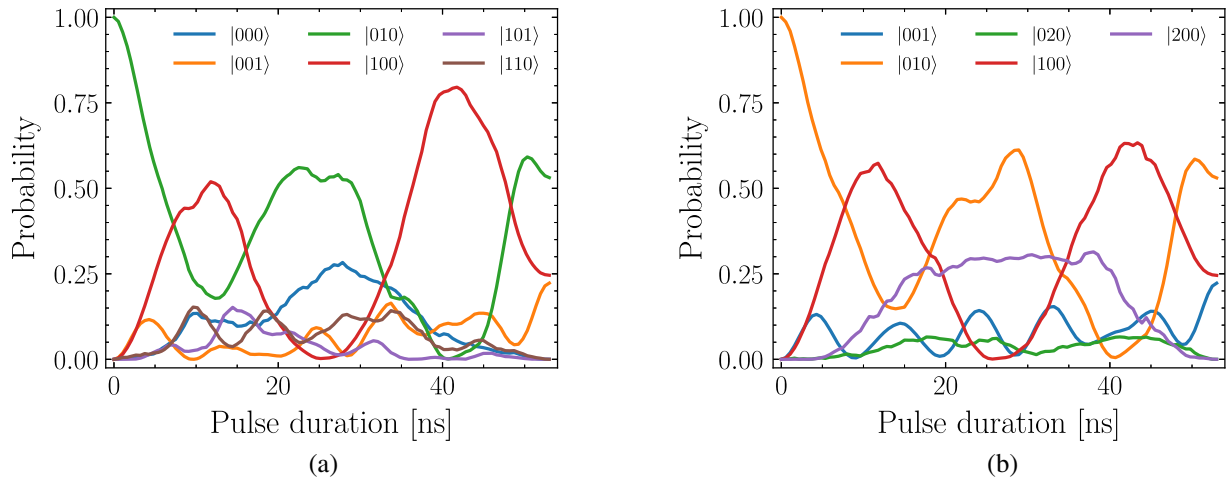 Probability
1.00
0.75
0.50
0.25
0.00
|000⟩ |010⟩ |101⟩
|001⟩ |100⟩ |110⟩
0 20 40
Pulse duration [ns]
(a)
Probability
1.00
0.75
0.50
0.25
0.00
|001⟩ |020⟩ |200⟩
|010⟩ |100⟩
0 20 40
Pulse duration [ns]
(b)